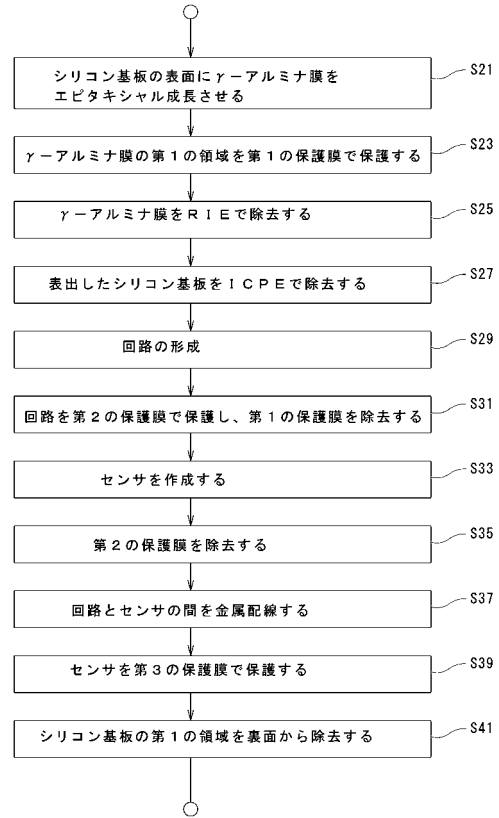 シリコン基板の表面にγーアルミナ膜を
エピタキシャル成長させる
S21
γーアルミナ膜の第1の領域を第1の保護膜で保護する
S23
γーアルミナ膜をRIEで除去する
S25
表出したシリコン基板をICPEで除去する
S27
回路の形成
S29
回路を第2の保護膜で保護し、第1の保護膜を除去する
S31
センサを作成する
S33
第2の保護膜を除去する
S35
回路とセンサの間を金属配線する
S37
センサを第3の保護膜で保護する
S39
シリコン基板の第1の領域を裏面から除去する
S41